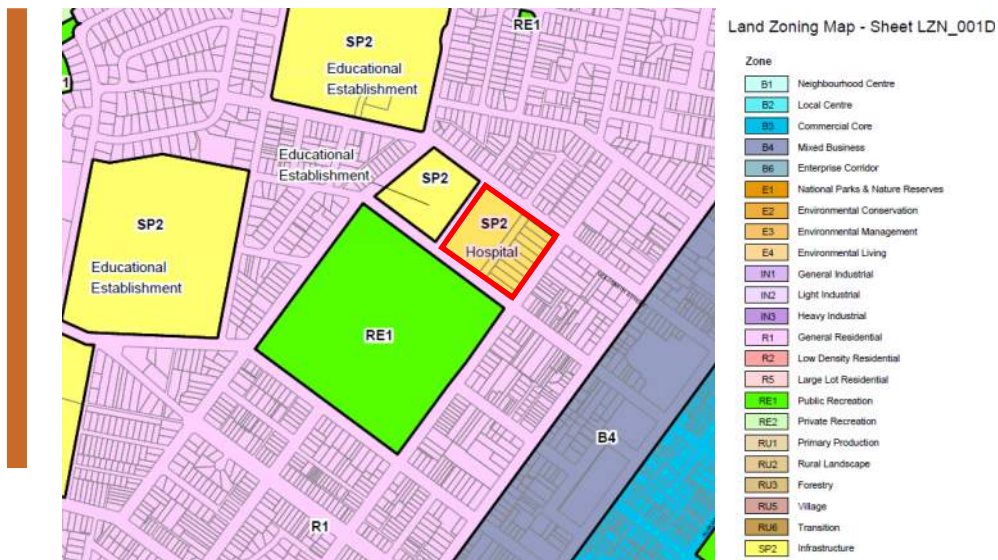 RE1
SP2
Educational
Establishment
1
Educational
Establishment
SP2
SP2
Educational
Establishment
SP2
Hospital
RE1
B4
R1
Land Zoning Map - Sheet LZN_001D
Zone
B1 Neighbourhood Centre
B2 Local Centre
B3 Commercial Core
B4 Mixed Business
B6 Enterprise Corridor
E1 National Parks & Nature Reserves
E2 Environmental Conservation
E3 Environmental Management
E4 Environmental Living
IN1 General Industrial
IN2 Light Industrial
IN3 Heavy Industrial
R1 General Residential
R2 Low Density Residential
R5 Large Lot Residential
RE1 Public Recreation
RE2 Private Recreation
RU1 Primary Production
RU2 Rural Landscape
RU3 Forestry
RU5 Village
RU6 Transition
SP2 Infrastructure